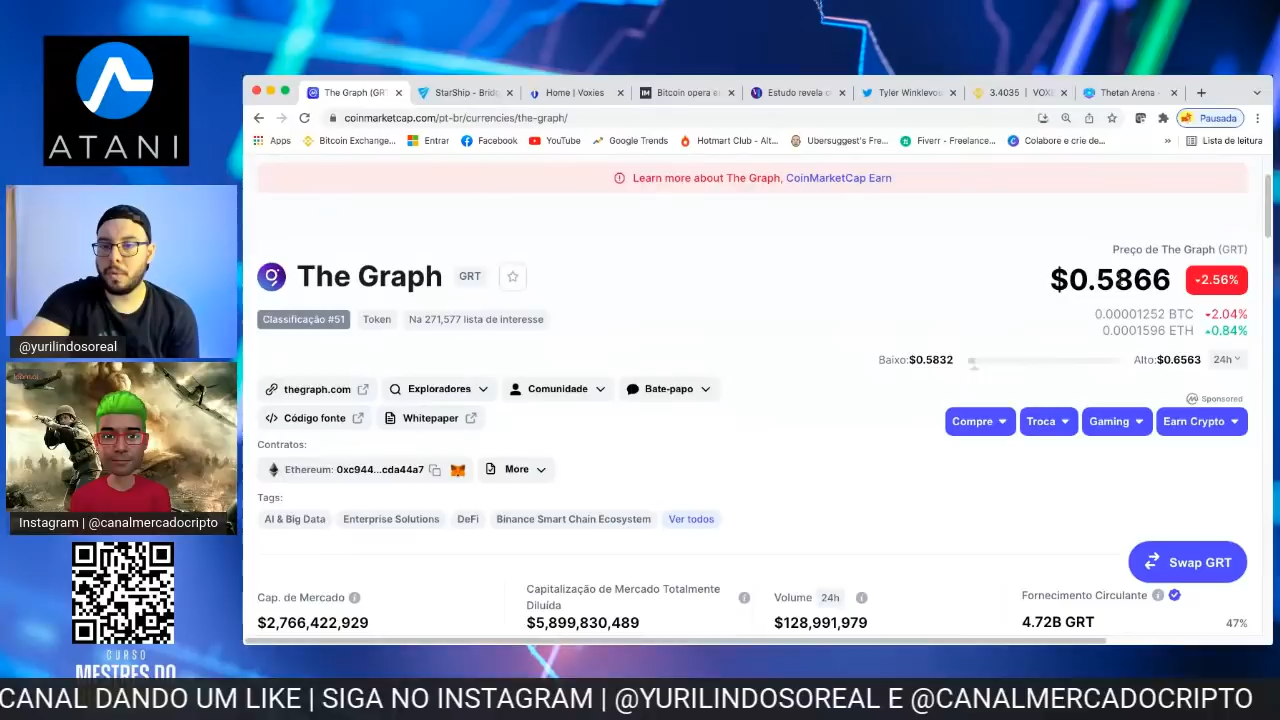 ATANI
@yurilindosoreal
Instagram | @canalmercadocripto
CURSO
MESTRES DO
The Graph (GR
StarShip - Bridg
Home | Voxies
Bitcoin opera e
Estudo revela o
Tyler Winklevos
3.4035 | VOX
Thetan Arena -
coinmarketcap.com/pt-br/currencies/the-graph/
Pausada
Apps
Bitcoin Exchange...
Entrar
Facebook
YouTube
Google Trends
Hotmart Club - Alt...
Ubersuggest's Fre...
Fiverr - Freelance...
Colabore e crie de...
»
Lista de leitura
Learn more about The Graph, CoinMarketCap Earn
The Graph GRT
Classificação #51 Token Na 271,577 lista de interesse
Preço de The Graph (GRT)
$0.5866 2.56%
0.00001252 BTC 2.04%
0.0001596 ETH 0.84%
Baixo:$0.5832 Alto:$0.6563 24h
thegraph.com Exploradores Comunidade Bate-papo
Código fonte Whitepaper
Sponsored
Compre Troca Gaming Earn Crypto
Contratos:
Ethereum: 0xc944...cda44a7 More
Tags:
AI & Big Data Enterprise Solutions DeFi Binance Smart Chain Ecosystem Ver todos
Swap GRT
Cap. de Mercado
$2,766,422,929
Capitalização de Mercado Totalmente
Diluída
$5,899,830,489
Volume 24h
$128,991,979
Fornecimento Circulante
4.72B GRT 47%
CANAL DANDO UM LIKE | SIGA NO INSTAGRAM | @YURILINDOSOREAL E @CANALMERCADOCRIPTO